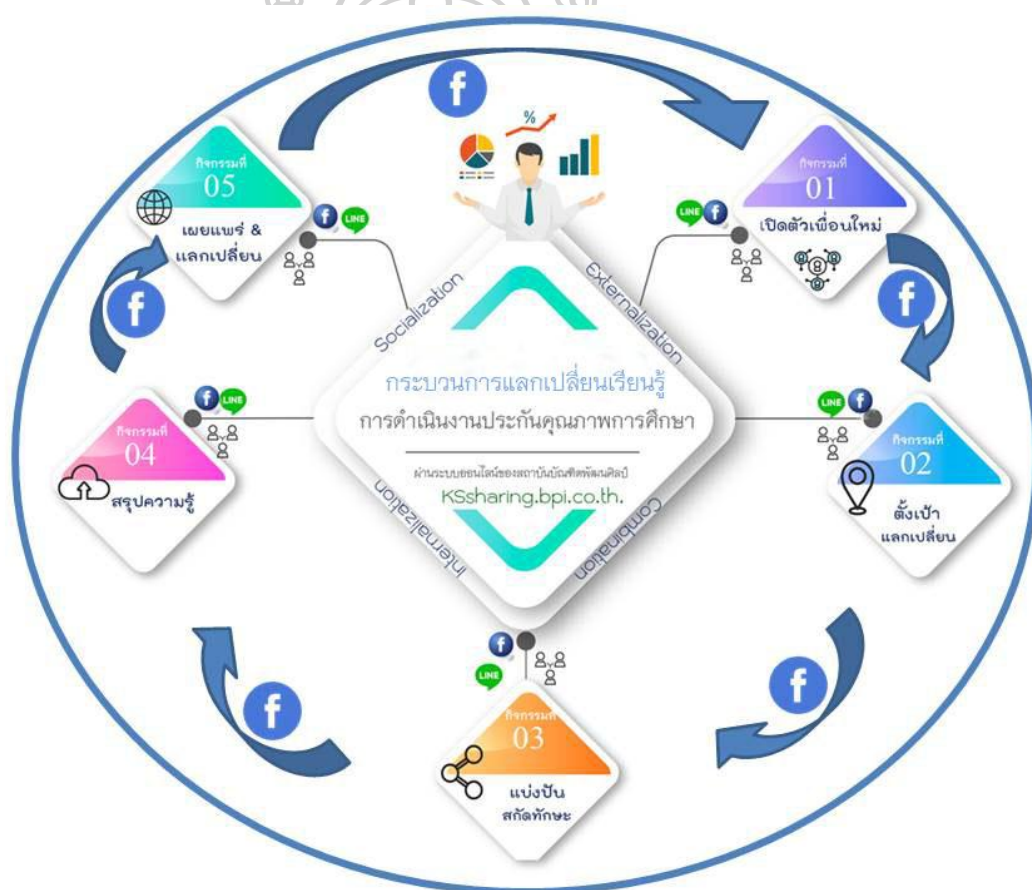 %
กิจกรรมที่
05
เผยแพร่ &
แลกเปลี่ยน
LINE
กิจกรรมที่
01
เปิดตัวเพื่อนใหม่
LINE
Socialization
Externalization
กระบวนการแลกเปลี่ยนเรียนรู้
การดำเนินงานประกันคุณภาพการศึกษา
ผ่านระบบออนไลน์ของสถาบันบัณฑิตพัฒนศิลป์
KSsharing.bpi.co.th.
Internalization
Combination
กิจกรรมที่
04
สรุปความรู้
LINE
กิจกรรมที่
02
ตั้งเป้า
แลกเปลี่ยน
LINE
LINE
กิจกรรมที่
03
แบ่งปัน
สกัดทักษะ